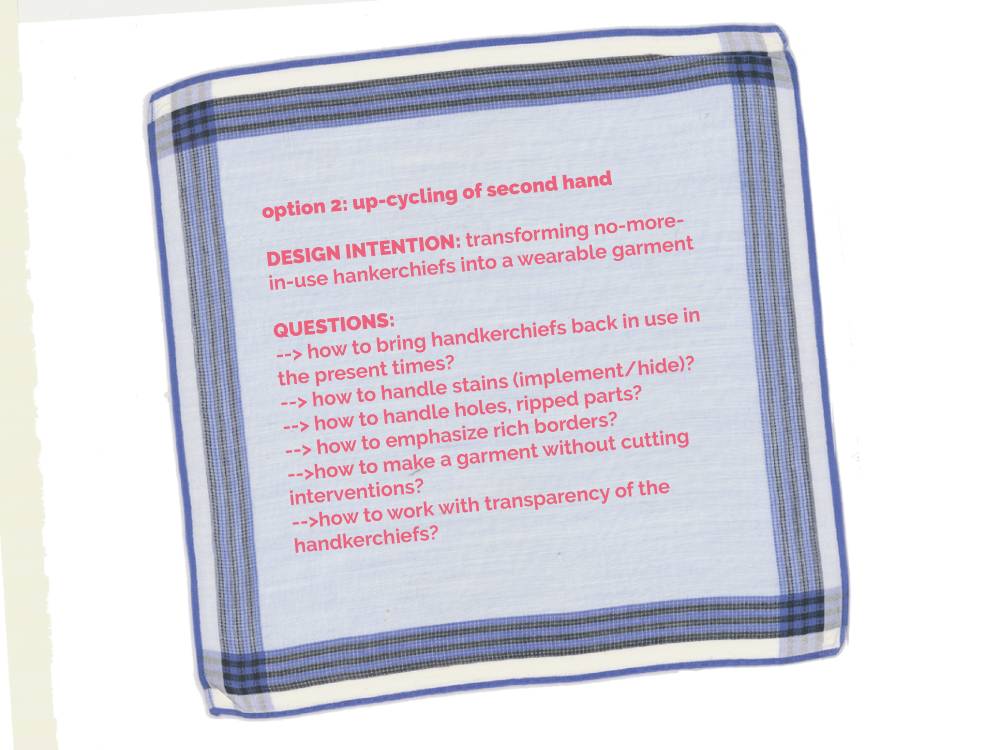 option 2: up-cycling of second hand
DESIGN INTENTION: transforming no-more-
in-use hankerchiefs into a wearable garment
QUESTIONS:
--> how to bring handkerchiefs back in use in
the present times?
--> how to handle stains (implement/hide)?
--> how to handle holes, ripped parts?
--> how to emphasize rich borders?
-->how to make a garment without cutting
interventions?
-->how to work with transparency of the
handkerchiefs?